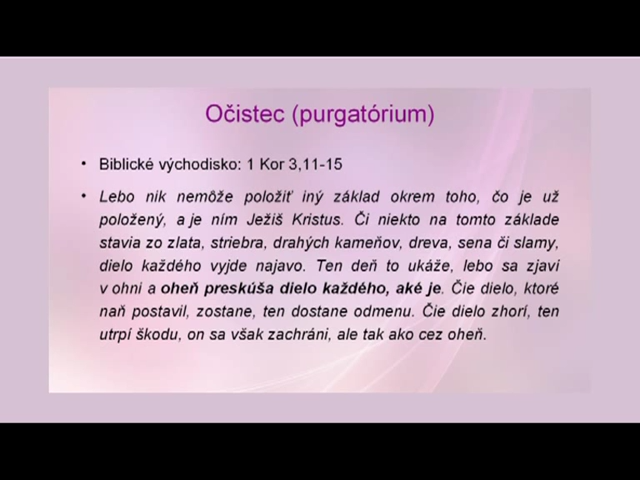 Očistec (purgatórium)
• Biblické východisko: 1 Kor 3,11-15
• Lebo nik nemôže položiť iný základ okrem toho, čo je už
položený, a je ním Ježiš Kristus. Či niekto na tomto základe
stavia zo zlata, striebra, drahých kameňov, dreva, sena či slamy,
dielo každého vyjde najavo. Ten deň to ukáže, lebo sa zjaví
v ohni a oheň preskúša dielo každého, aké je. Čie dielo, ktoré
naň postavil, zostane, ten dostane odmenu. Čie dielo zhorí, ten
utrpí škodu, on sa však zachráni, ale tak ako cez oheň.